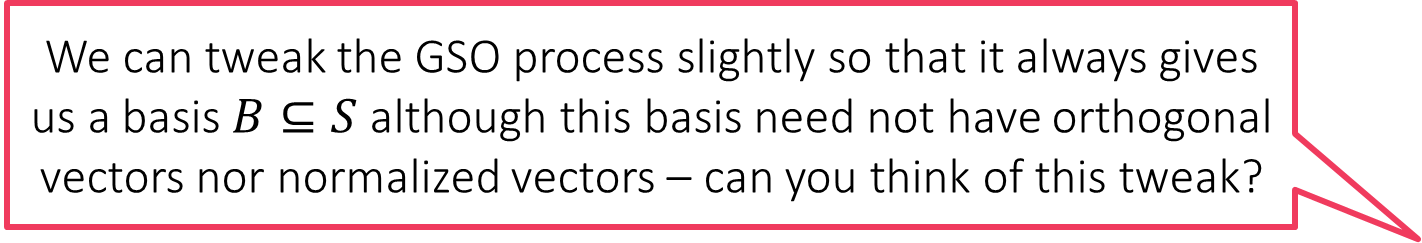 We can tweak the GSO process slightly so that it always gives
us a basis 𝐵 ⊆ 𝑆 although this basis need not have orthogonal
vectors nor normalized vectors – can you think of this tweak?